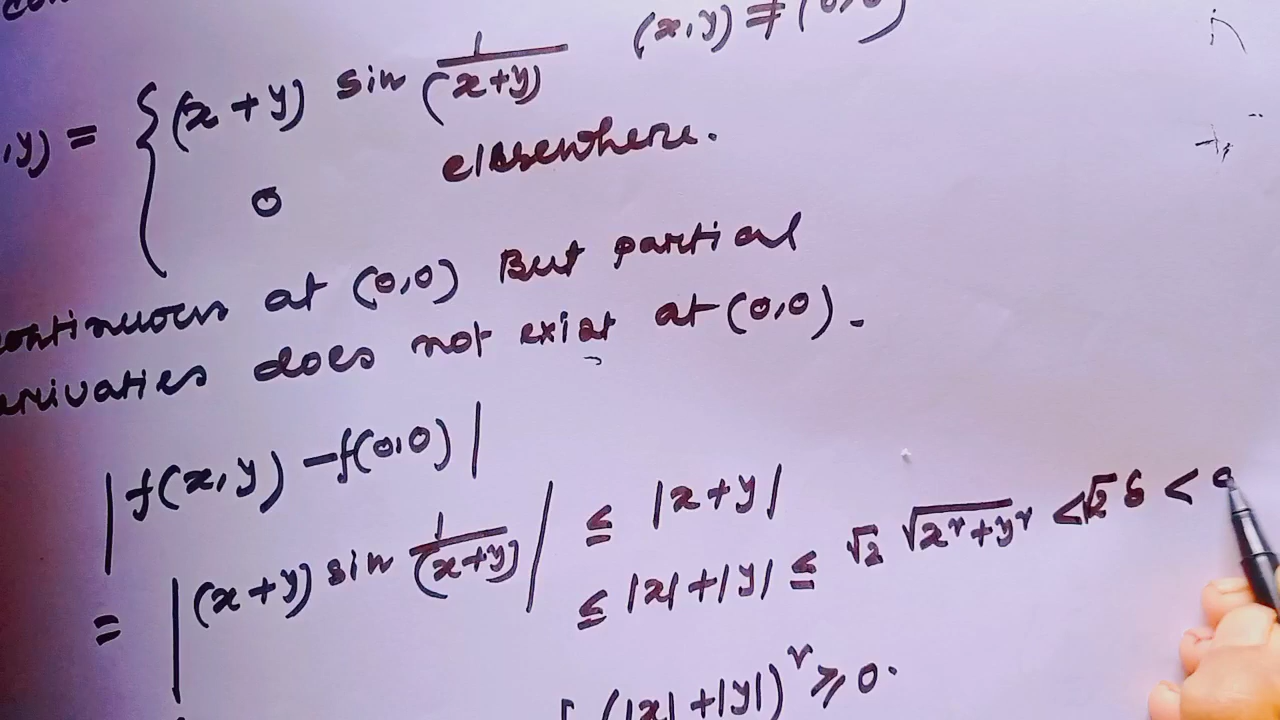 (x,y) ≠ (0,0)
,y) = { (x+y) sin 1/(x+y)
0 elsewhere.
continuous at (0,0) But partial
derivaties does not exist at (0,0).
|f(x,y) - f(0,0)|
= |(x+y) sin 1/(x+y)| ≤ |x+y|
≤ |x|+|y| ≤ √2 √x²+y² < √2 δ <
(|x|+|y|)² ≥ 0.